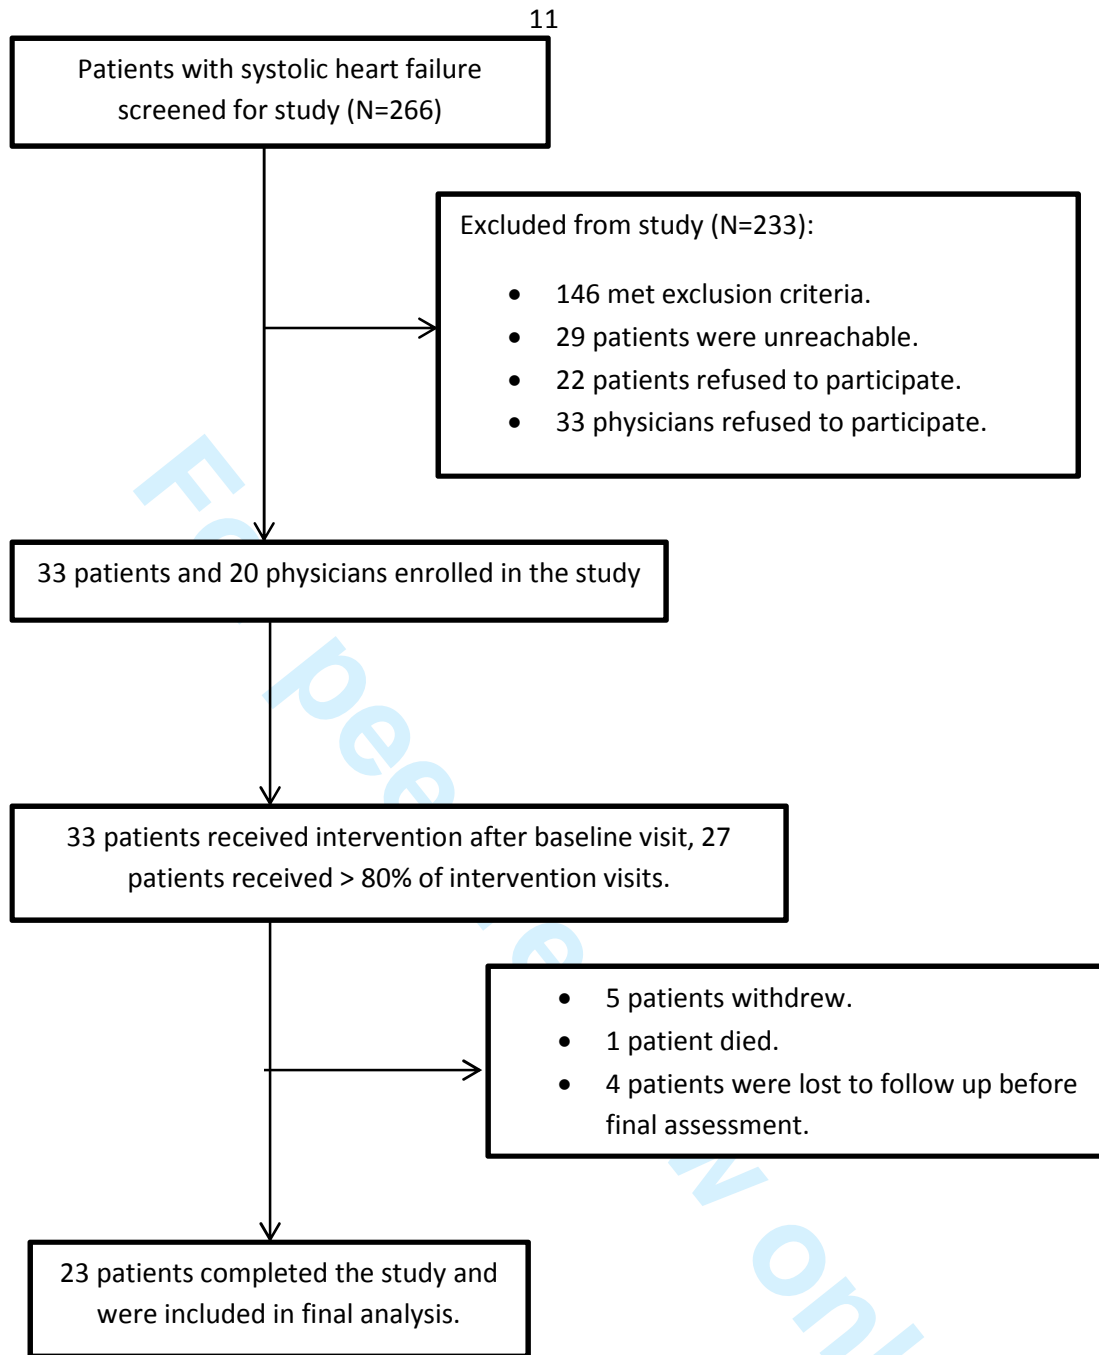 11
Patients with systolic heart failure
screened for study (N=266)
Excluded from study (N=233):
• 146 met exclusion criteria.
• 29 patients were unreachable.
• 22 patients refused to participate.
• 33 physicians refused to participate.
33 patients and 20 physicians enrolled in the study
33 patients received intervention after baseline visit, 27
patients received > 80% of intervention visits.
• 5 patients withdrew.
• 1 patient died.
• 4 patients were lost to follow up before
final assessment.
23 patients completed the study and
were included in final analysis.